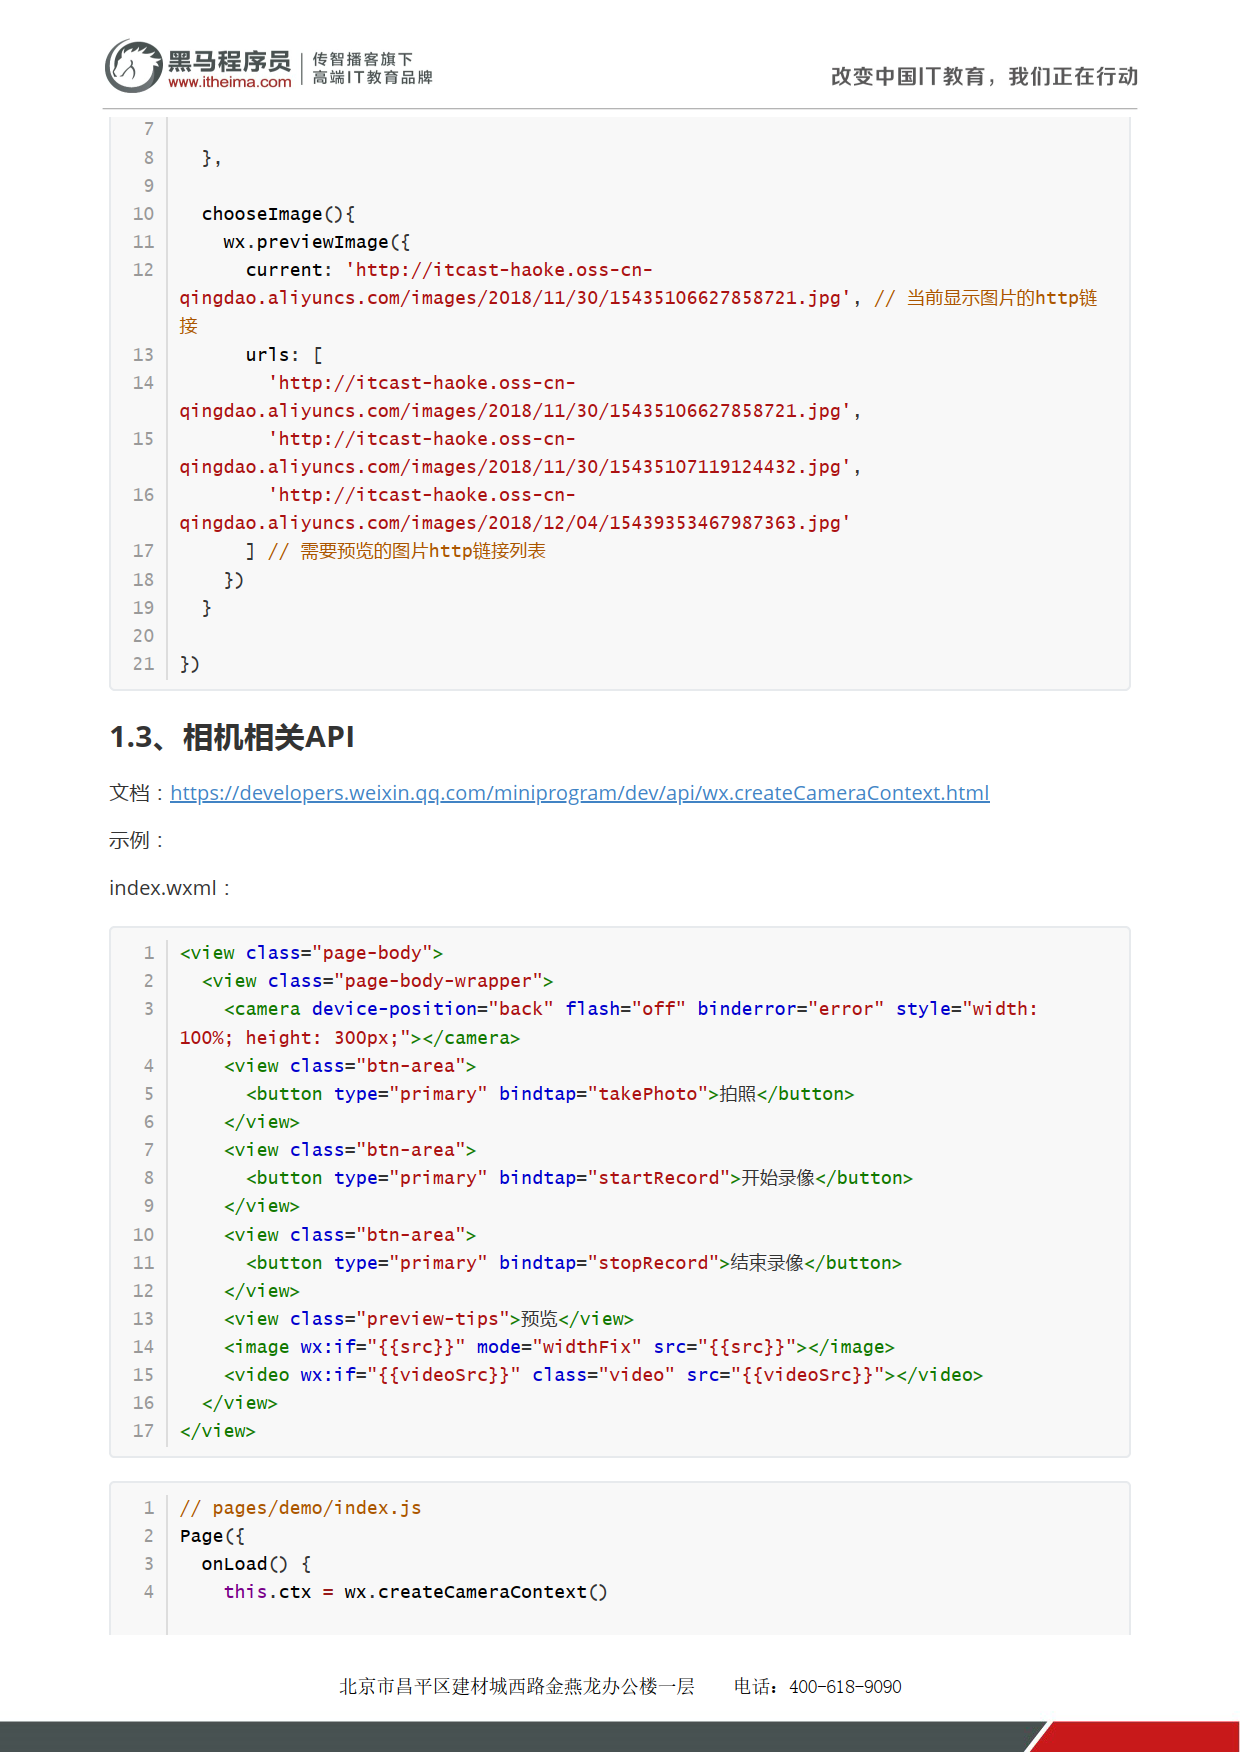 黑马程序员
www.itheima.com
传智播客旗下
高端IT教育品牌
改变中国IT教育，我们正在行动
7
8   },
9
10   chooseImage(){
11     wx.previewImage({
12       current: 'http://itcast-haoke.oss-cn-
qingdao.aliyuncs.com/images/2018/11/30/15435106627858721.jpg', // 当前显示图片的http链
接
13       urls: [
14         'http://itcast-haoke.oss-cn-
qingdao.aliyuncs.com/images/2018/11/30/15435106627858721.jpg',
15         'http://itcast-haoke.oss-cn-
qingdao.aliyuncs.com/images/2018/11/30/15435107119124432.jpg',
16         'http://itcast-haoke.oss-cn-
qingdao.aliyuncs.com/images/2018/12/04/15439353467987363.jpg'
17       ] // 需要预览的图片http链接列表
18     })
19   }
20
21 })
1.3、相机相关API
文档：https://developers.weixin.qq.com/miniprogram/dev/api/wx.createCameraContext.html
示例：
index.wxml：
1 <view class="page-body">
2   <view class="page-body-wrapper">
3     <camera device-position="back" flash="off" binderror="error" style="width:
100%; height: 300px;"></camera>
4     <view class="btn-area">
5       <button type="primary" bindtap="takePhoto">拍照</button>
6     </view>
7     <view class="btn-area">
8       <button type="primary" bindtap="startRecord">开始录像</button>
9     </view>
10     <view class="btn-area">
11       <button type="primary" bindtap="stopRecord">结束录像</button>
12     </view>
13     <view class="preview-tips">预览</view>
14     <image wx:if="{{src}}" mode="widthFix" src="{{src}}"></image>
15     <video wx:if="{{videoSrc}}" class="video" src="{{videoSrc}}"></video>
16   </view>
17 </view>
1 // pages/demo/index.js
2 Page({
3   onLoad() {
4     this.ctx = wx.createCameraContext()
北京市昌平区建材城西路金燕龙办公楼一层 电话：400-618-9090